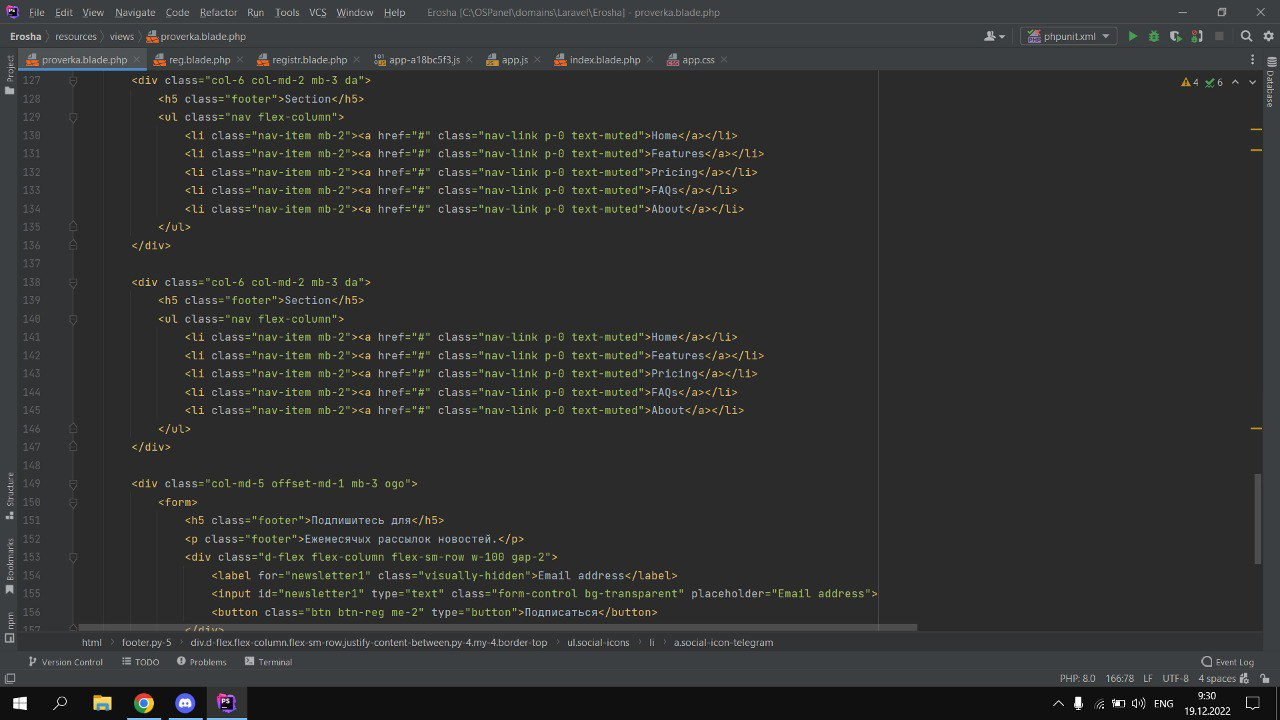 File Edit View Navigate Code Refactor Run Tools VCS Window Help Erosha [C:\OSPanel\domains\Laravel\Erosha] - proverka.blade.php
Erosha resources views proverka.blade.php phpunit.xml
proverka.blade.php reg.blade.php registr.blade.php app-a18bc5f3.js app.js index.blade.php app.css
Project
Database
4 6
127 <div class="col-6 col-md-2 mb-3 da">
128 <h5 class="footer">Section</h5>
129 <ul class="nav flex-column">
130 <li class="nav-item mb-2"><a href="#" class="nav-link p-0 text-muted">Home</a></li>
131 <li class="nav-item mb-2"><a href="#" class="nav-link p-0 text-muted">Features</a></li>
132 <li class="nav-item mb-2"><a href="#" class="nav-link p-0 text-muted">Pricing</a></li>
133 <li class="nav-item mb-2"><a href="#" class="nav-link p-0 text-muted">FAQs</a></li>
134 <li class="nav-item mb-2"><a href="#" class="nav-link p-0 text-muted">About</a></li>
135 </ul>
136 </div>
137
138 <div class="col-6 col-md-2 mb-3 da">
139 <h5 class="footer">Section</h5>
140 <ul class="nav flex-column">
141 <li class="nav-item mb-2"><a href="#" class="nav-link p-0 text-muted">Home</a></li>
142 <li class="nav-item mb-2"><a href="#" class="nav-link p-0 text-muted">Features</a></li>
143 <li class="nav-item mb-2"><a href="#" class="nav-link p-0 text-muted">Pricing</a></li>
144 <li class="nav-item mb-2"><a href="#" class="nav-link p-0 text-muted">FAQs</a></li>
145 <li class="nav-item mb-2"><a href="#" class="nav-link p-0 text-muted">About</a></li>
146 </ul>
147 </div>
148
149 <div class="col-md-5 offset-md-1 mb-3 ogo">
150 <form>
151 <h5 class="footer">Подпишитесь для</h5>
152 <p class="footer">Ежемесячых рассылок новостей.</p>
153 <div class="d-flex flex-column flex-sm-row w-100 gap-2">
154 <label for="newsletter1" class="visually-hidden">Email address</label>
155 <input id="newsletter1" type="text" class="form-control bg-transparent" placeholder="Email address">
156 <button class="btn btn-reg me-2" type="button">Подписаться</button>
157 </div>
Structure
Bookmarks
npm
html footer.py-5 div.d-flex.flex-column.flex-sm-row.justify-content-between.py-4.my-4.border-top ul.social-icons li a.social-icon-telegram
Version Control TODO Problems Terminal Event Log
PHP: 8.0 166:78 LF UTF-8 4 spaces
PS
ENG 9:30
19.12.2022